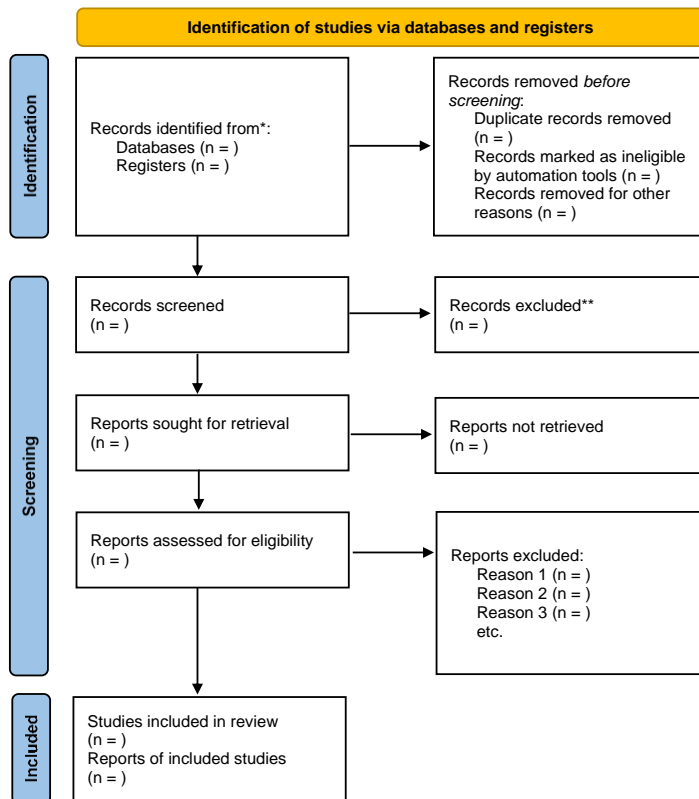 Identification of studies via databases and registers
Identification
Records identified from*:
Databases (n = )
Registers (n = )
Records removed before
screening:
Duplicate records removed
(n = )
Records marked as ineligible
by automation tools (n = )
Records removed for other
reasons (n = )
Screening
Records screened
(n = )
Records excluded**
(n = )
Reports sought for retrieval
(n = )
Reports not retrieved
(n = )
Reports assessed for eligibility
(n = )
Reports excluded:
Reason 1 (n = )
Reason 2 (n = )
Reason 3 (n = )
etc.
Included
Studies included in review
(n = )
Reports of included studies
(n = )